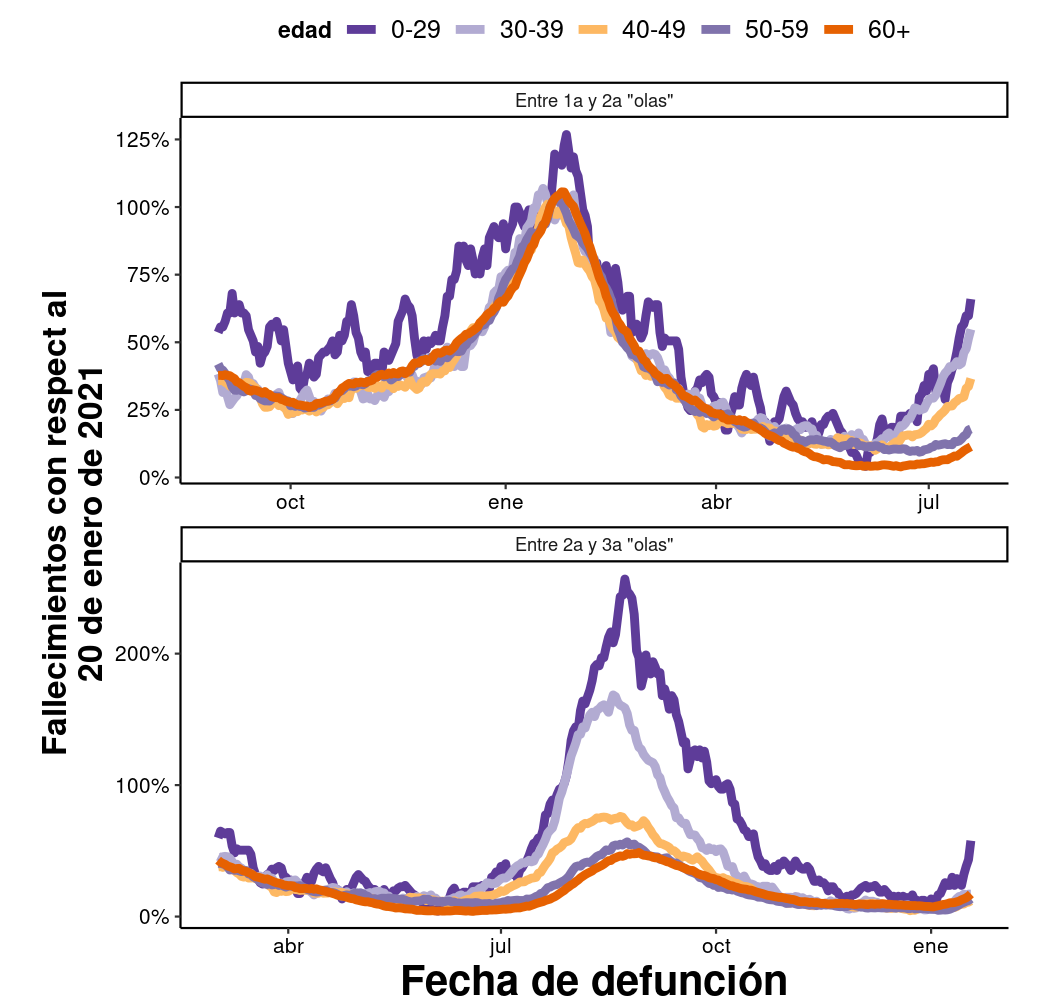 edad 0-29 30-39 40-49 50-59 60+
Entre 1a y 2a "olas"
125%
100%
75%
50%
25%
0%
oct ene abr jul
Entre 2a y 3a "olas"
200%
100%
0%
abr jul oct ene
Fallecimientos con respect al
20 de enero de 2021
Fecha de defunción